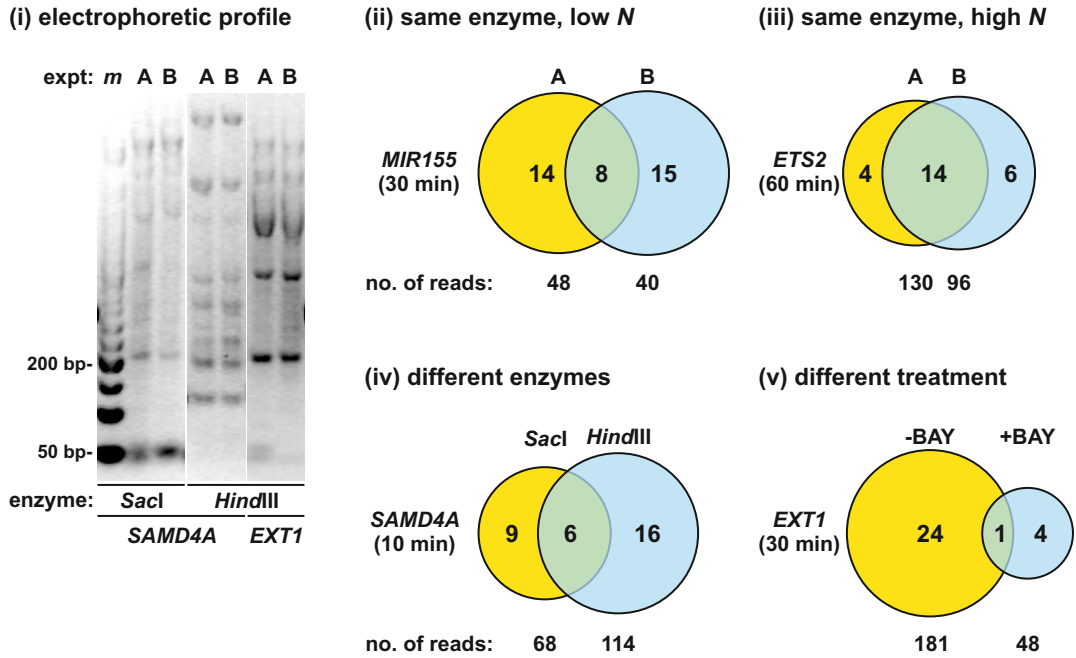 (i) electrophoretic profile
expt: m A B A B A B
200 bp-
50 bp-
enzyme: SacI HindIII
SAMD4A EXT1
(ii) same enzyme, low N
A B
MIR155
(30 min)
14 8 15
no. of reads: 48 40
(iii) same enzyme, high N
A B
ETS2
(60 min)
4 14 6
130 96
(iv) different enzymes
SacI HindIII
SAMD4A
(10 min)
9 6 16
no. of reads: 68 114
(v) different treatment
-BAY +BAY
EXT1
(30 min)
24 1 4
181 48